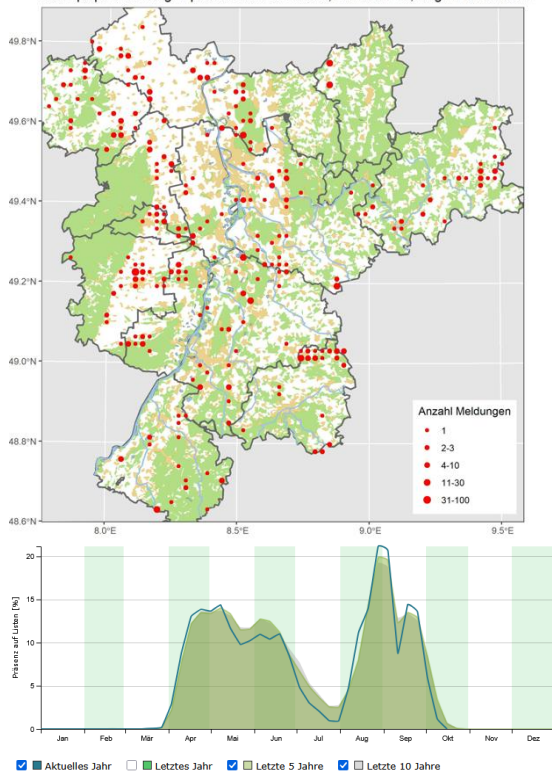 49.8°N
49.6°N
49.4°N
49.2°N
49.0°N
48.8°N
48.6°N
8.0°E
8.5°E
9.0°E
9.5°E
Anzahl Meldungen
1
2-3
4-10
11-30
31-100
Präsenz auf Listen [%]
20
15
10
5
0
Jan Feb Mär Apr Mai Jun Jul Aug Sep Okt Nov Dez
Aktuelles Jahr Letztes Jahr Letzte 5 Jahre Letzte 10 Jahre